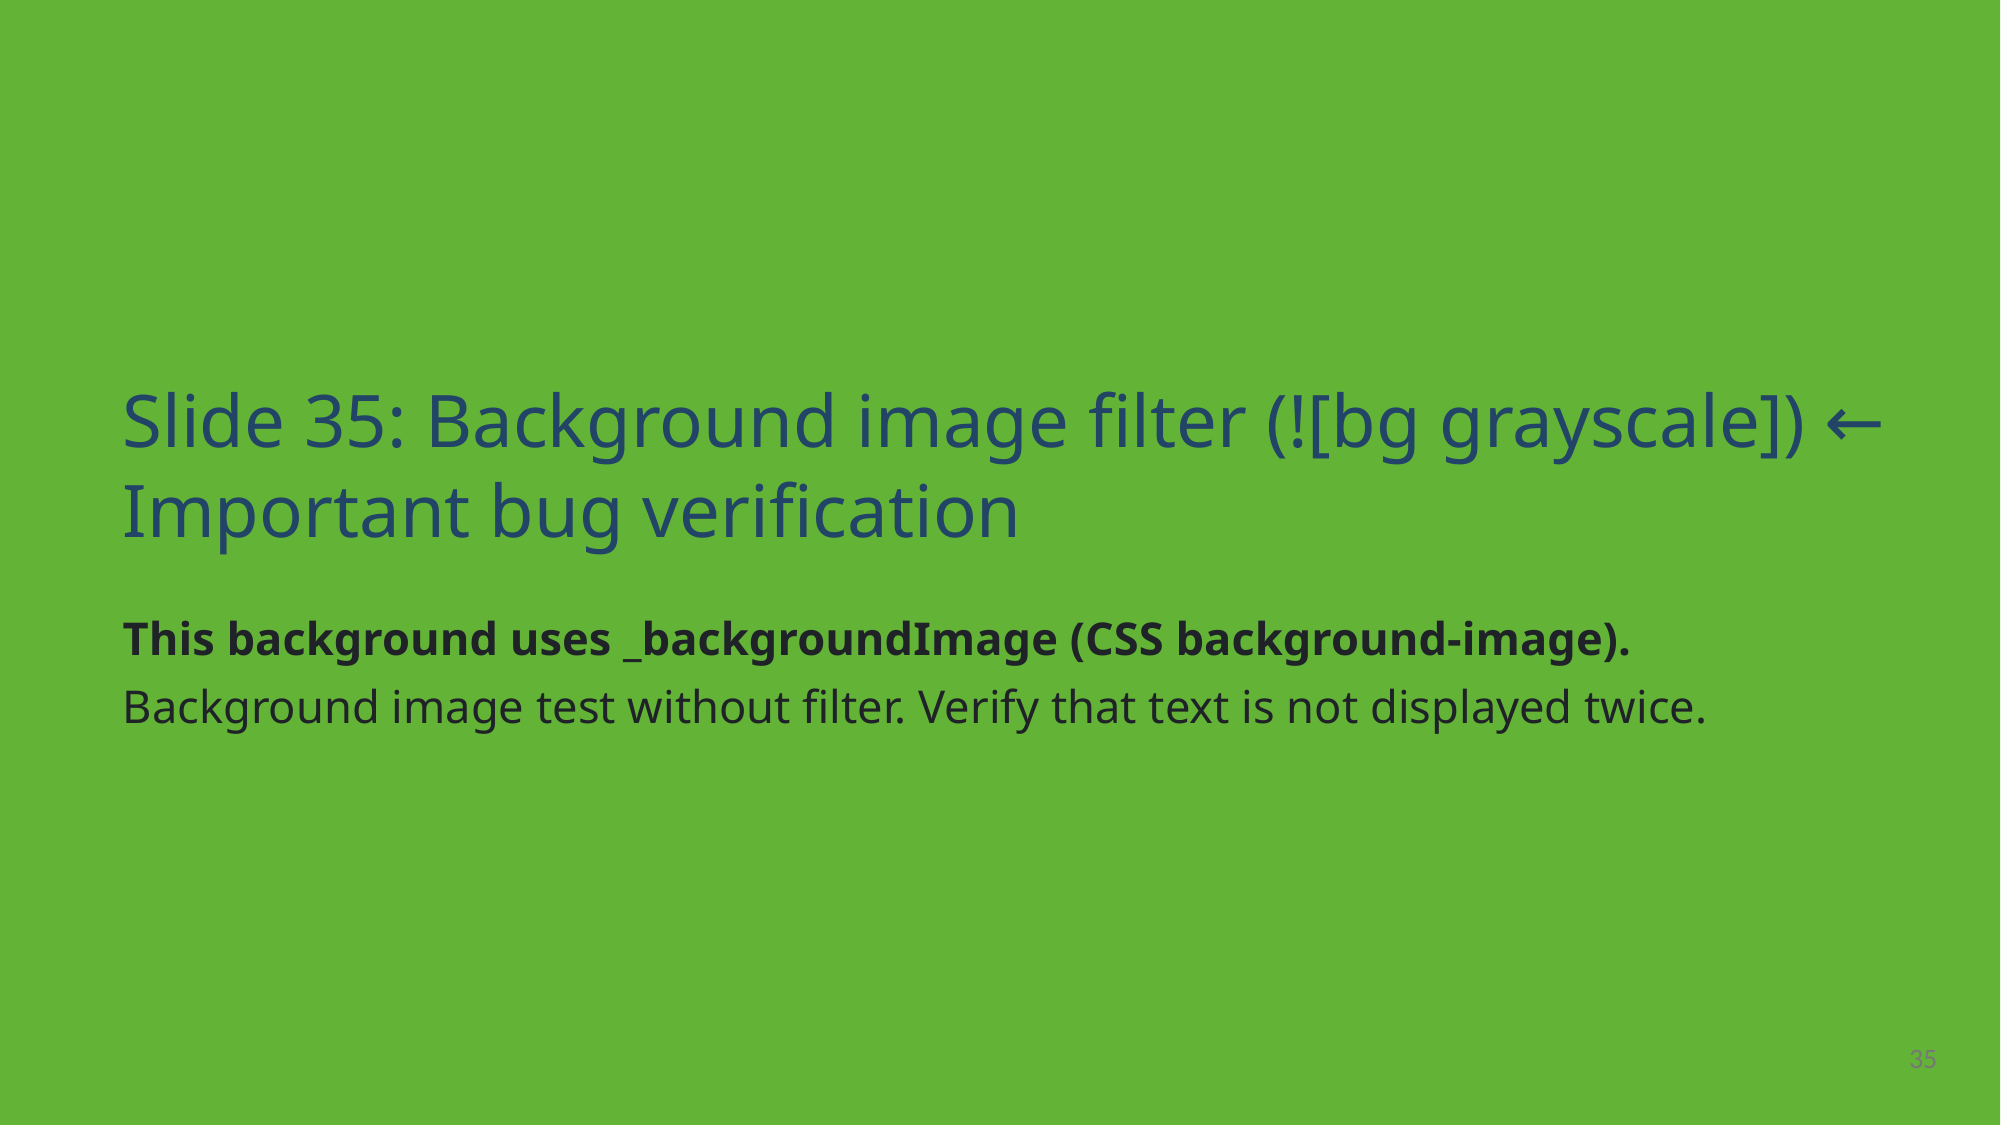 Slide 35: Background image filter (![bg grayscale]) ←
Important bug verification
This background uses _backgroundImage (CSS background-image).
Background image test without filter. Verify that text is not displayed twice.
35